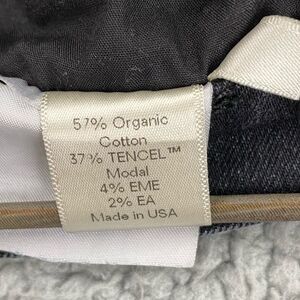 57% Organic
Cotton
37% TENCEL™
Modal
4% EME
2% EA
Made in USA